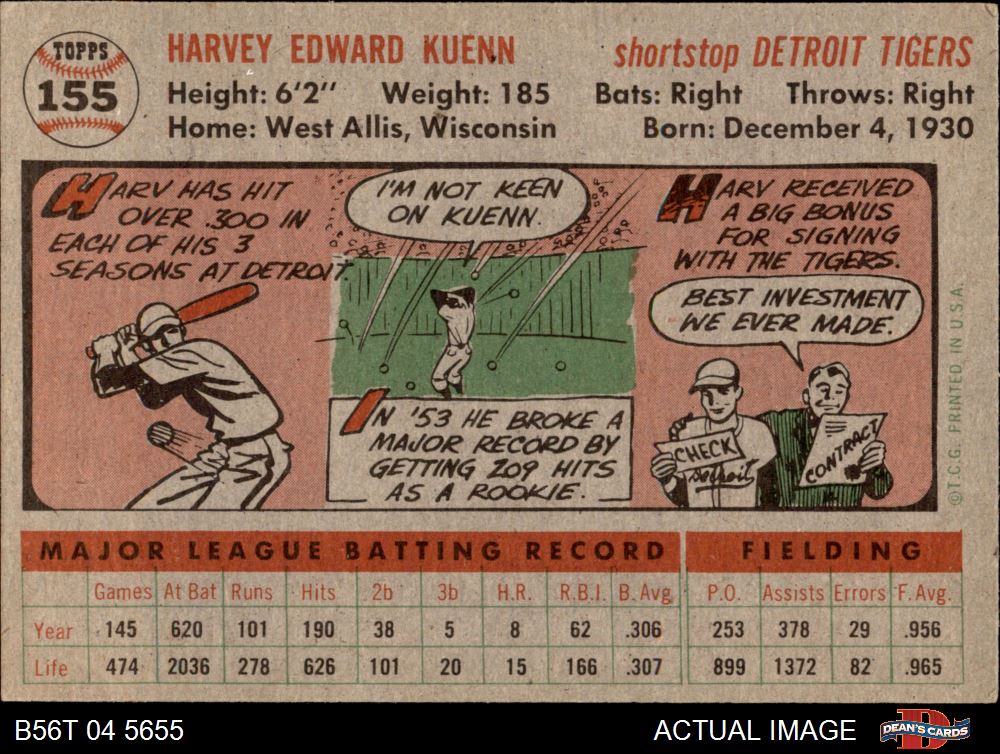 TOPPS
155
HARVEY EDWARD KUENN
shortstop DETROIT TIGERS
Height: 6'2" Weight: 185 Bats: Right Throws: Right
Home: West Allis, Wisconsin Born: December 4, 1930
HARV HAS HIT
OVER .300 IN
EACH OF HIS 3
SEASONS AT DETROIT.
I'M NOT KEEN
ON KUENN.
IN '53 HE BROKE A
MAJOR RECORD BY
GETTING 209 HITS
AS A ROOKIE.
HARV RECEIVED
A BIG BONUS
FOR SIGNING
WITH THE TIGERS.
BEST INVESTMENT
WE EVER MADE.
CHECK
Detroit
CONTRACT
©T.C.G. PRINTED IN U.S.A.
MAJOR LEAGUE BATTING RECORD FIELDING
Games At Bat Runs Hits 2b 3b H.R. R.B.I. B. Avg. P.O. Assists Errors F. Avg.
Year 145 620 101 190 38 5 8 62 .306 253 378 29 .956
Life 474 2036 278 626 101 20 15 166 .307 899 1372 82 .965
B56T 04 5655 ACTUAL IMAGE
DEAN'S CARDS